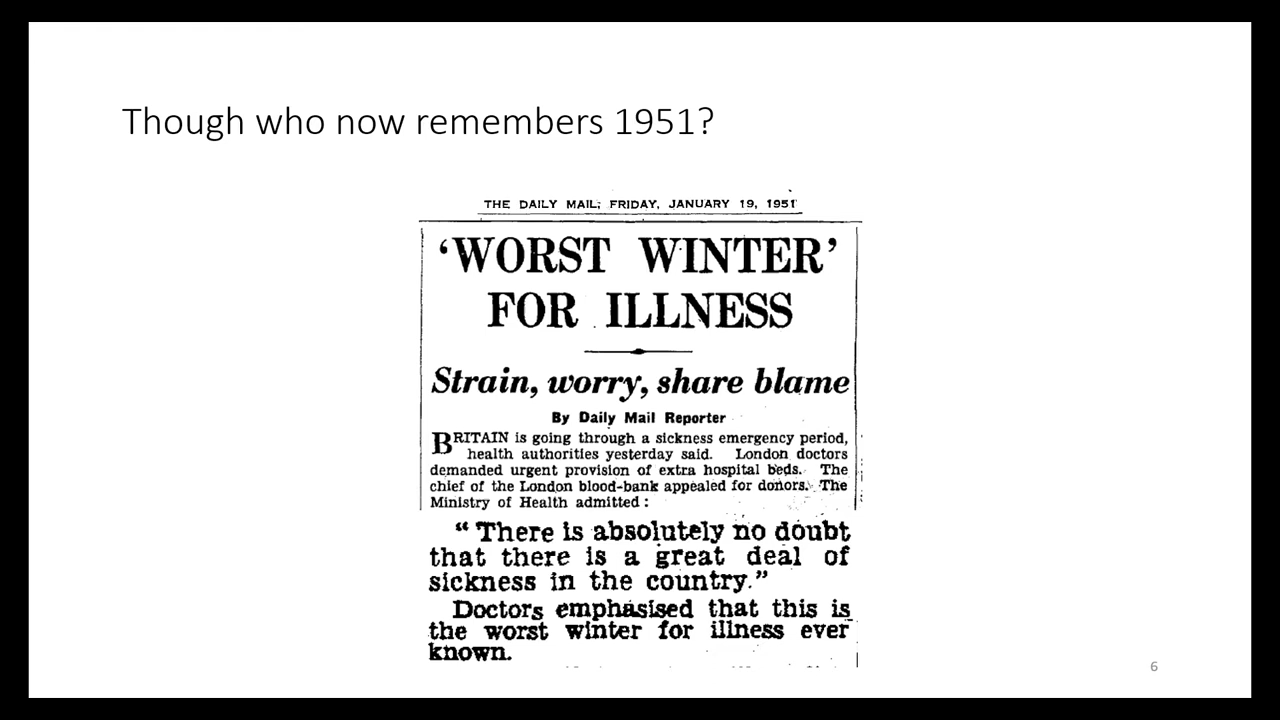 Though who now remembers 1951?
THE DAILY MAIL, FRIDAY, JANUARY 19, 1951
‘WORST WINTER’
FOR ILLNESS
Strain, worry, share blame
By Daily Mail Reporter
BRITAIN is going through a sickness emergency period,
health authorities yesterday said. London doctors
demanded urgent provision of extra hospital beds. The
chief of the London blood-bank appealed for donors. The
Ministry of Health admitted :
“ There is absolutely no doubt
that there is a great deal of
sickness in the country.”
Doctors emphasised that this is
the worst winter for illness ever
known.
6